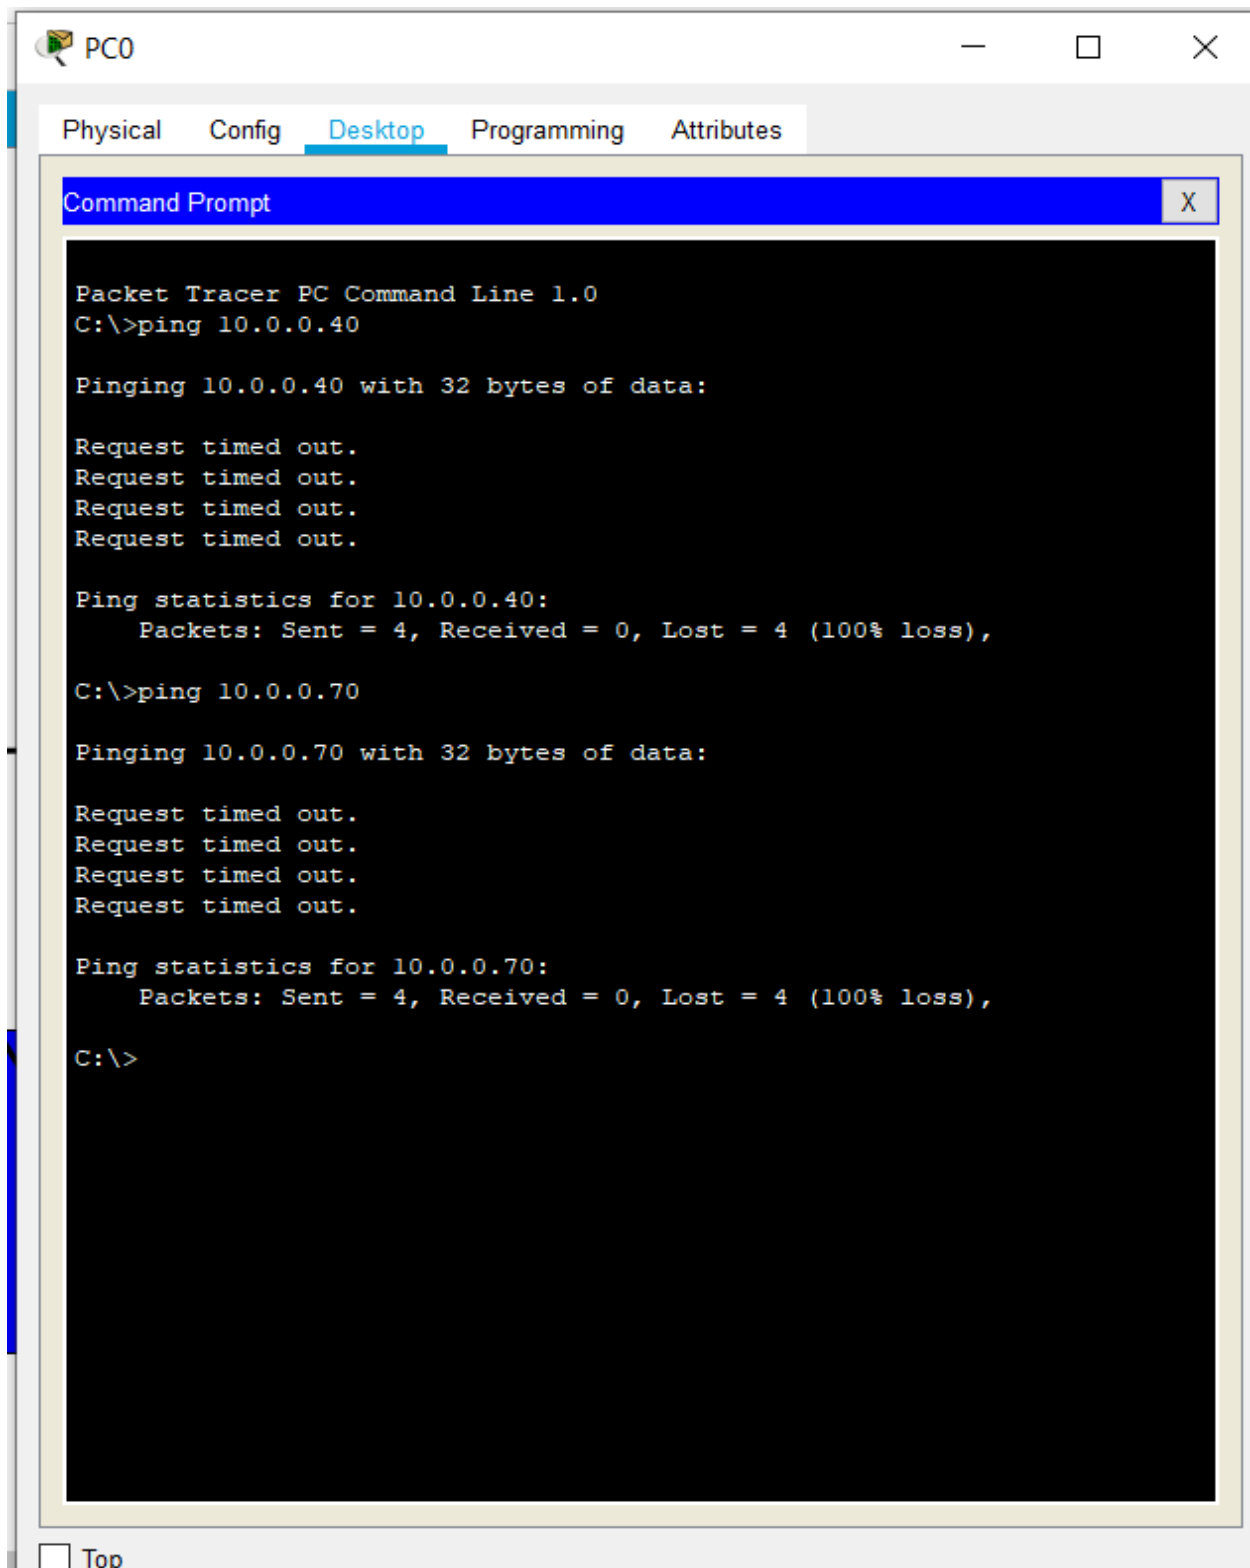 PC0
Physical Config Desktop Programming Attributes
Command Prompt X
Packet Tracer PC Command Line 1.0
C:\>ping 10.0.0.40
Pinging 10.0.0.40 with 32 bytes of data:
Request timed out.
Request timed out.
Request timed out.
Request timed out.
Ping statistics for 10.0.0.40:
Packets: Sent = 4, Received = 0, Lost = 4 (100% loss),
C:\>ping 10.0.0.70
Pinging 10.0.0.70 with 32 bytes of data:
Request timed out.
Request timed out.
Request timed out.
Request timed out.
Ping statistics for 10.0.0.70:
Packets: Sent = 4, Received = 0, Lost = 4 (100% loss),
C:\>
Top